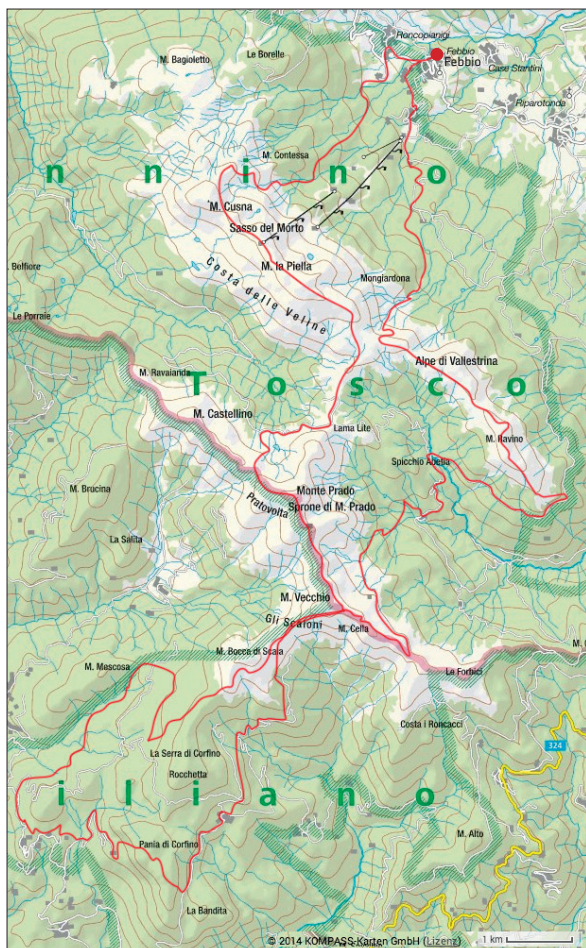 Roncopianigi
Le Borelle
M. Bagioletto
Febbio
Febbio
Case Stantini
Riparotonda
M. Contessa
n n i n o
M. Cusna
Sasso del Morto
M. la Piella
Costa delle Veline
Mongiardona
Belfiore
Le Porraie
Alpe di Vallestrina
M. Ravaianda
T o s c o
M. Castellino
Lama Lite
M. Ravino
Spicchio Abetia
M. Brucina
Monte Prado
Pratovolta
Sprone di M. Prado
La Salita
M. Vecchio
Gli Scaloni
M. Cella
M. Bocca di Scala
M. Mescosa
Le Forbici
Costa i Roncacci
La Serra di Corfino
324
Rocchetta
i l i a n o
M. Alto
Pania di Corfino
La Bandita
© 2014 KOMPASS-Karten GmbH (Lizenz)
1 km